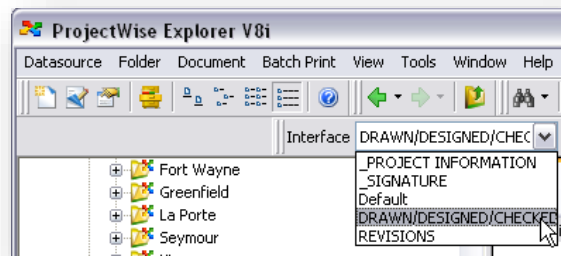 ProjectWise Explorer V8i
Datasource Folder Document Batch Print View Tools Window Help
Interface DRAWN/DESIGNED/CHEC
_PROJECT INFORMATION
_SIGNATURE
Default
DRAWN/DESIGNED/CHECKED
REVISIONS
Fort Wayne
Greenfield
La Porte
Seymour